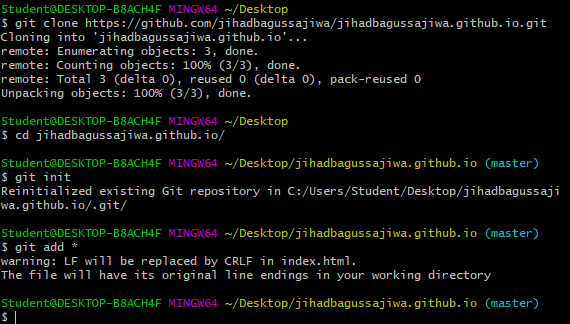 Student@DESKTOP-B8ACH4F MINGW64 ~/Desktop
$ git clone https://github.com/jihadbagussajiwa/jihadbagussajiwa.github.io.git
Cloning into 'jihadbagussajiwa.github.io'...
remote: Enumerating objects: 3, done.
remote: Counting objects: 100% (3/3), done.
remote: Total 3 (delta 0), reused 0 (delta 0), pack-reused 0
Unpacking objects: 100% (3/3), done.
Student@DESKTOP-B8ACH4F MINGW64 ~/Desktop
$ cd jihadbagussajiwa.github.io/
Student@DESKTOP-B8ACH4F MINGW64 ~/Desktop/jihadbagussajiwa.github.io (master)
$ git init
Reinitialized existing Git repository in C:/Users/Student/Desktop/jihadbagussaji
wa.github.io/.git/
Student@DESKTOP-B8ACH4F MINGW64 ~/Desktop/jihadbagussajiwa.github.io (master)
$ git add *
warning: LF will be replaced by CRLF in index.html.
The file will have its original line endings in your working directory
Student@DESKTOP-B8ACH4F MINGW64 ~/Desktop/jihadbagussajiwa.github.io (master)
$